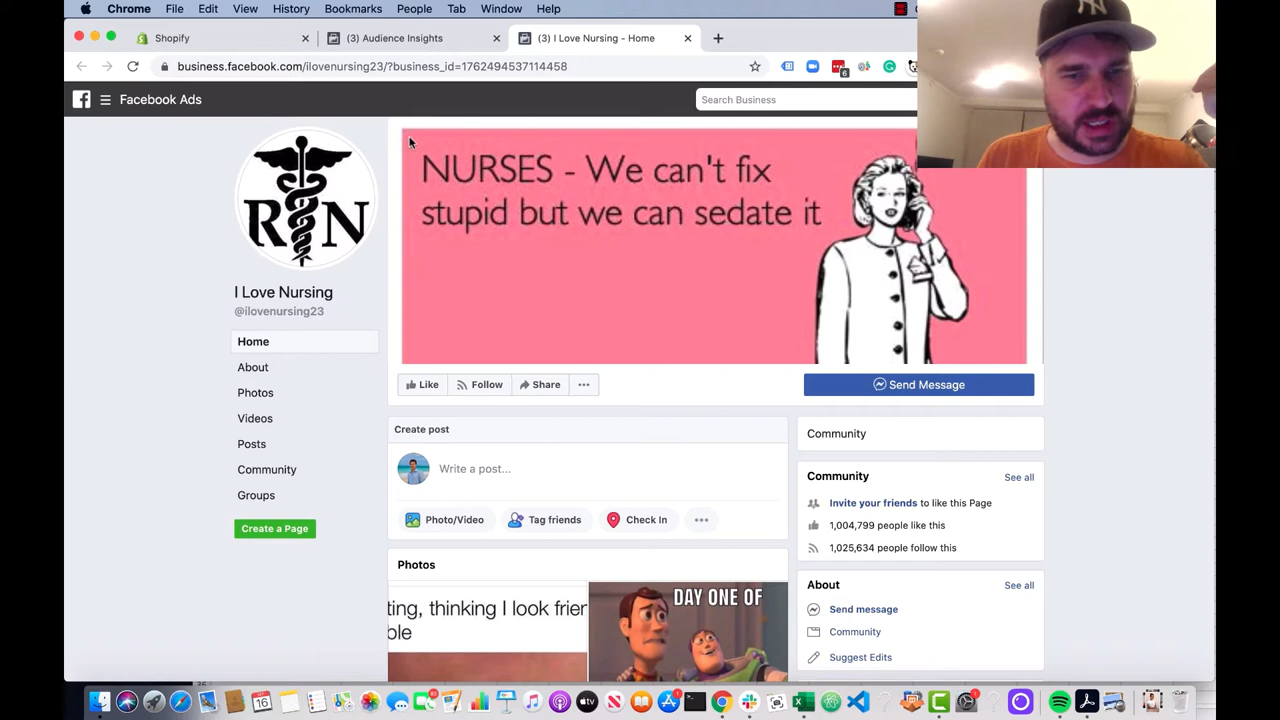 Chrome File Edit View History Bookmarks People Tab Window Help
Shopify
(3) Audience Insights
(3) I Love Nursing - Home
business.facebook.com/ilovenursing23/?business_id=1762494537114458
6
Facebook Ads
Search Business
RN
NURSES - We can't fix
stupid but we can sedate it
I Love Nursing
@ilovenursing23
Home
About
Photos
Videos
Posts
Community
Groups
Create a Page
Like
Follow
Share
Send Message
Create post
Write a post...
Photo/Video
Tag friends
Check In
Community
Community
See all
Invite your friends to like this Page
1,004,799 people like this
1,025,634 people follow this
About
See all
Send message
Community
Suggest Edits
Photos
ting, thinking I look frien
ble
DAY ONE OF